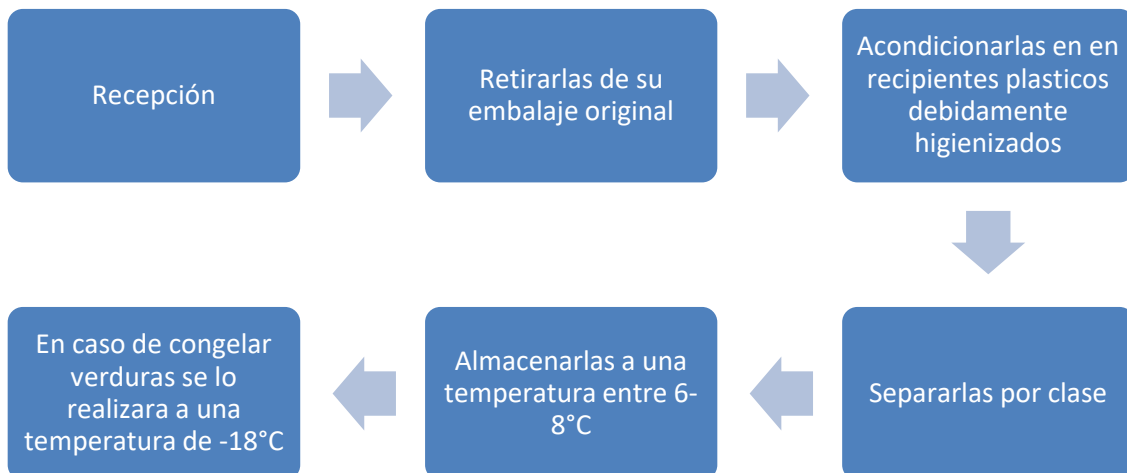 Recepción
Retirarlas de su
embalaje original
Acondicionarlas en en
recipientes plasticos
debidamente
higienizados
Separarlas por clase
Almacenarlas a una
temperatura entre 6-
8°C
En caso de congelar
verduras se lo
realizara a una
temperatura de -18°C